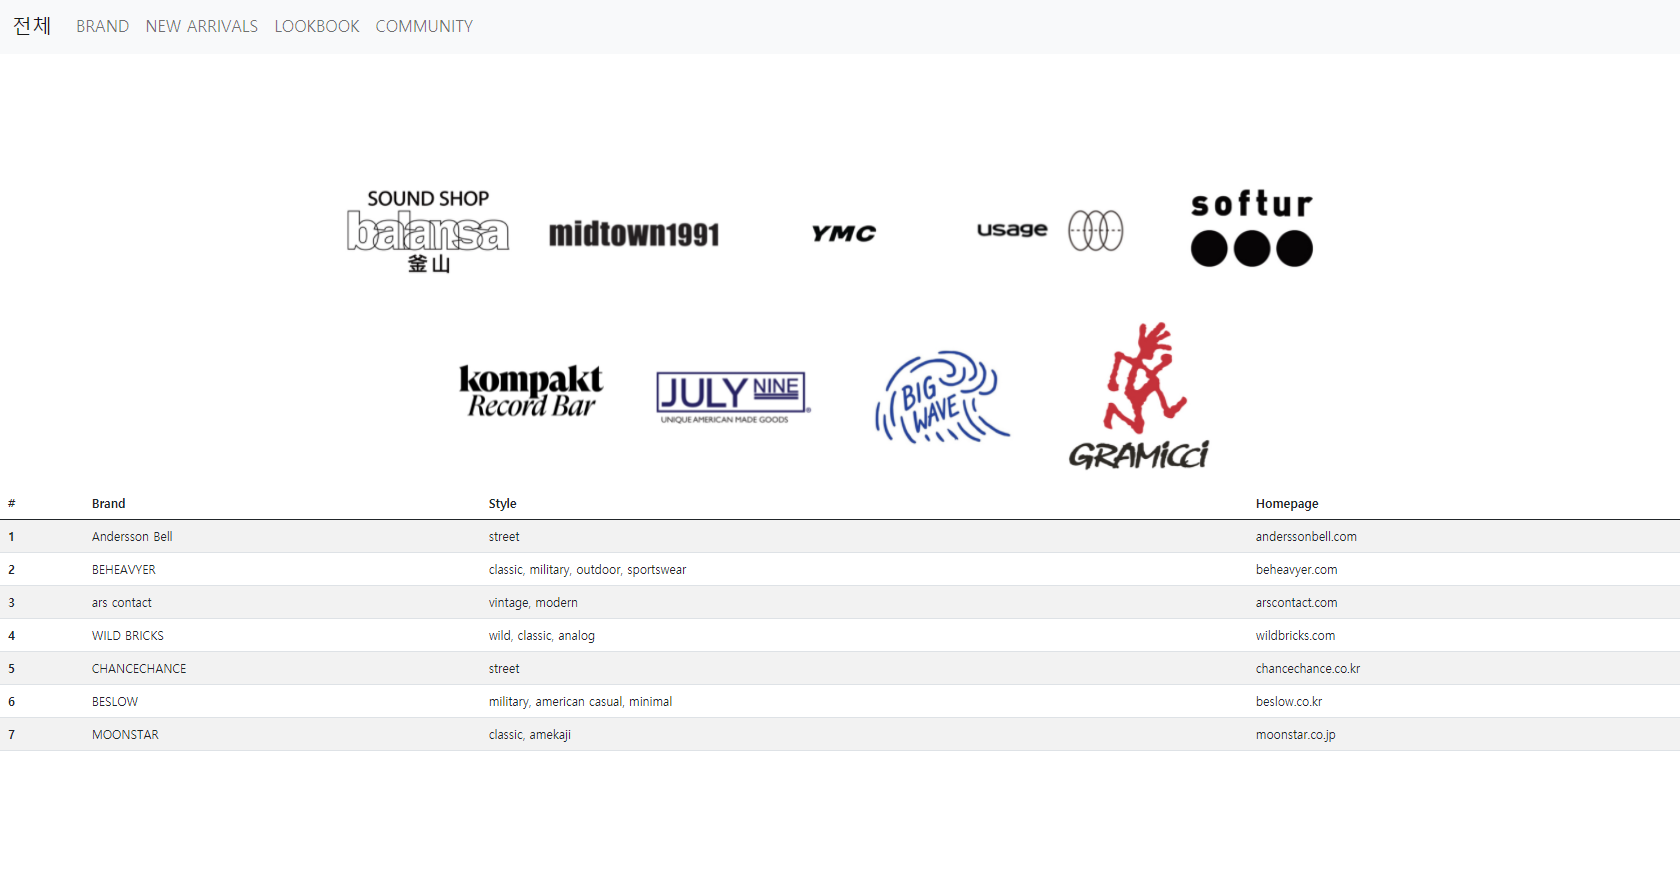 전체 BRAND NEW ARRIVALS LOOKBOOK COMMUNITY
SOUND SHOP
balansa
釜山
midtown1991
YMC
usage
softur
kompakt
Record Bar
JULY NINE
UNIQUE AMERICAN MADE GOODS
BIG
WAVE
GRAMiCCi
# Brand Style Homepage
1 Andersson Bell street anderssonbell.com
2 BEHEAVYER classic, military, outdoor, sportswear beheavyer.com
3 ars contact vintage, modern arscontact.com
4 WILD BRICKS wild, classic, analog wildbricks.com
5 CHANCECHANCE street chancechance.co.kr
6 BESLOW military, american casual, minimal beslow.co.kr
7 MOONSTAR classic, amekaji moonstar.co.jp